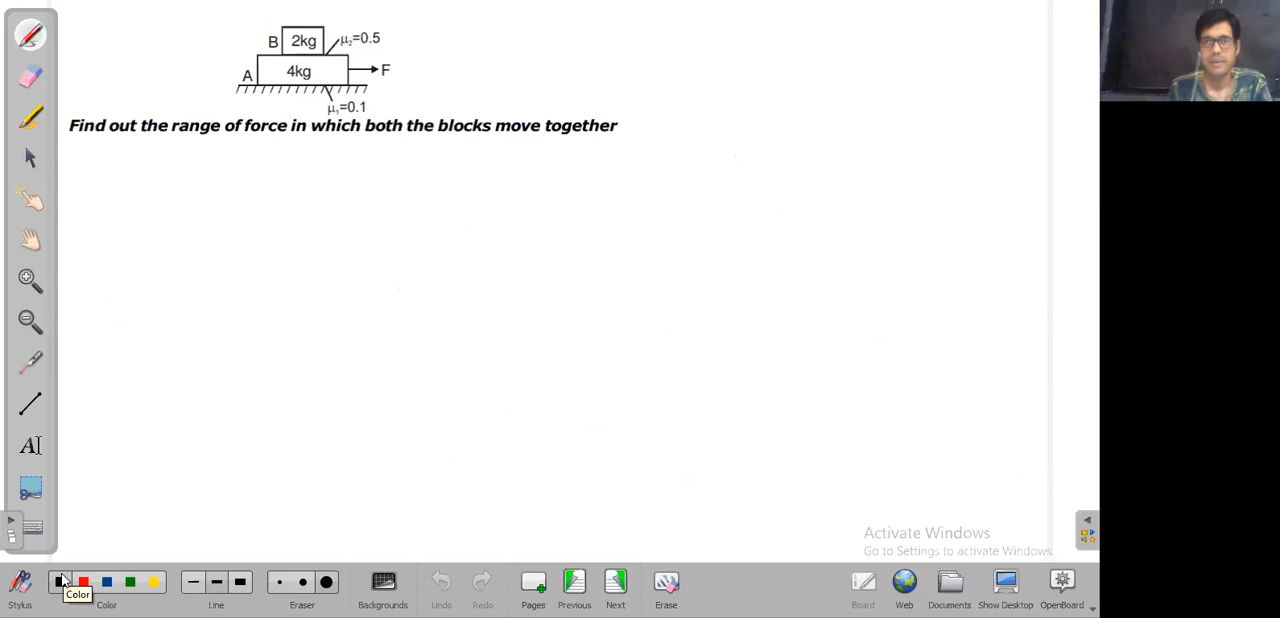 B 2kg μ₂=0.5
A 4kg F
μ₁=0.1
Find out the range of force in which both the blocks move together
A
Activate Windows
Go to Settings to activate Windows.
Color
Stylus Color Line Eraser Backgrounds Undo Redo Pages Previous Next Erase Board Web Documents Show Desktop OpenBoard